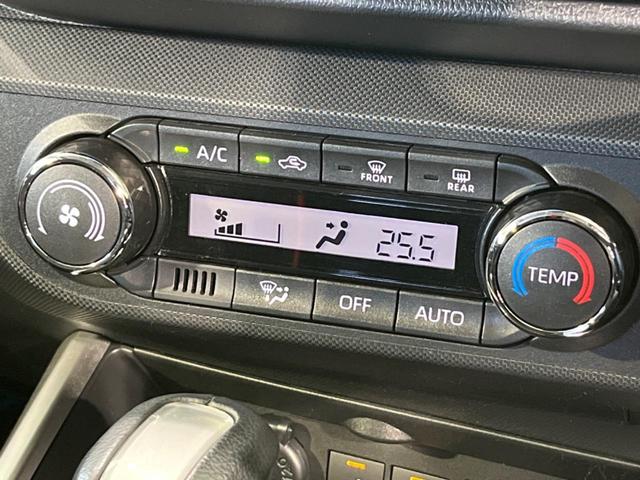 A/C
FRONT
REAR
25.5
TEMP
OFF
AUTO